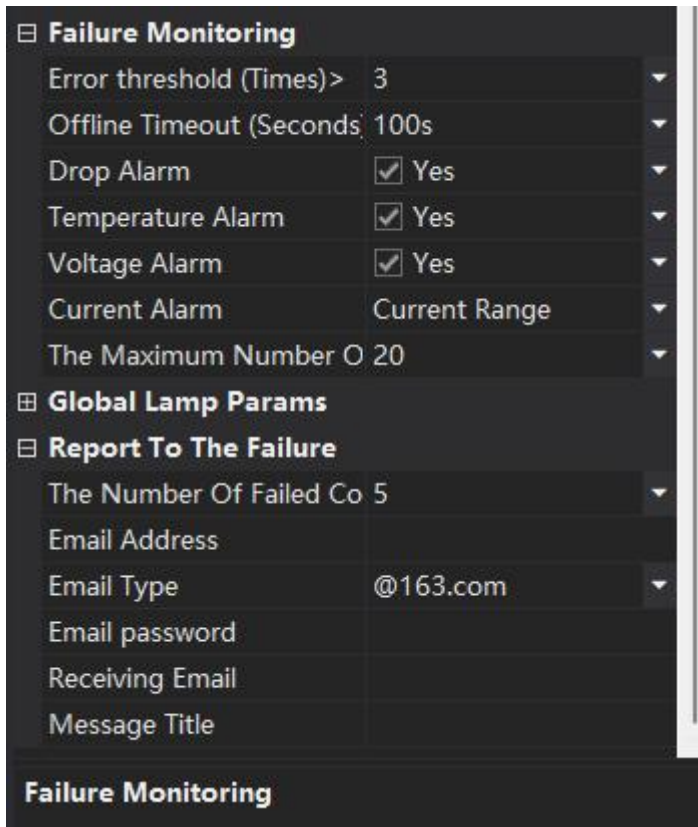 Failure Monitoring
Error threshold (Times)> 3
Offline Timeout (Seconds) 100s
Drop Alarm Yes
Temperature Alarm Yes
Voltage Alarm Yes
Current Alarm Current Range
The Maximum Number O 20
Global Lamp Params
Report To The Failure
The Number Of Failed Co 5
Email Address
Email Type @163.com
Email password
Receiving Email
Message Title
Failure Monitoring